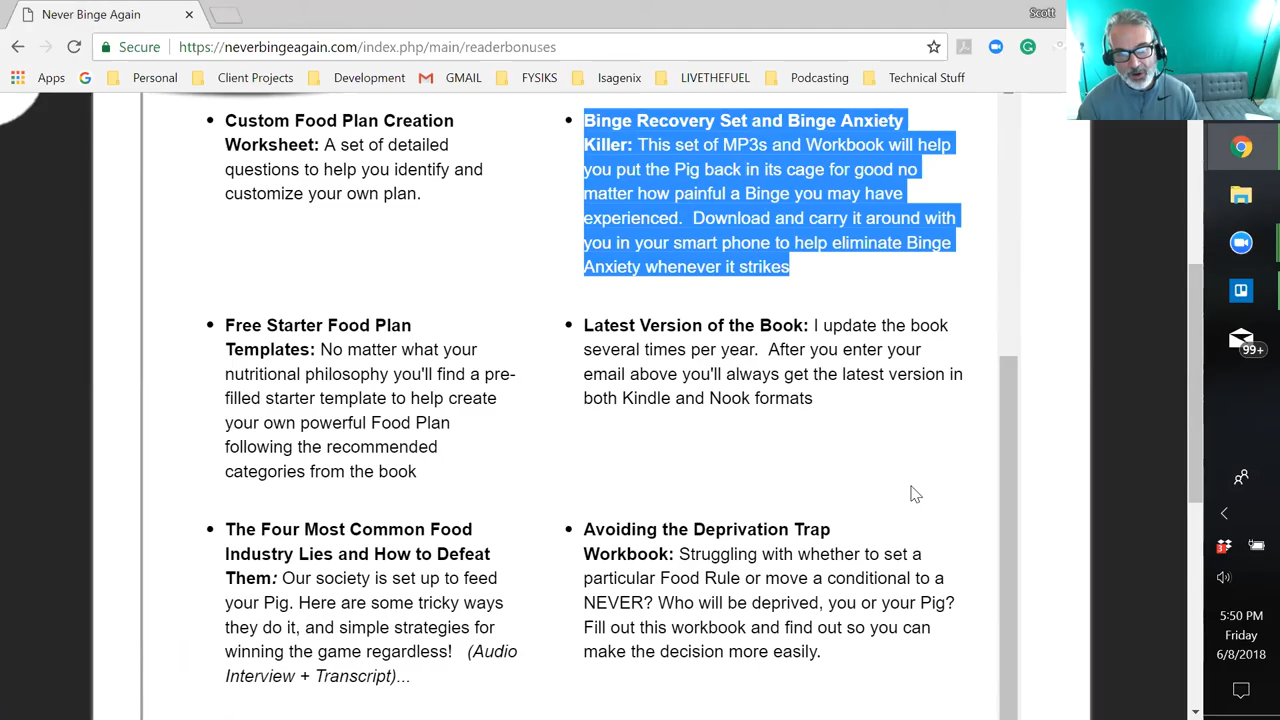 Never Binge Again
Scott
Secure
https://neverbingeagain.com/index.php/main/readerbonuses
Apps
Personal
Client Projects
Development
GMAIL
FYSIKS
Isagenix
LIVETHEFUEL
Podcasting
Technical Staff
Custom Food Plan Creation
Worksheet: A set of detailed
questions to help you identify and
customize your own plan.
Binge Recovery Set and Binge Anxiety
Killer: This set of MP3s and Workbook will help
you put the Pig back in its cage for good no
matter how painful a Binge you may have
experienced.  Download and carry it around with
you in your smart phone to help eliminate Binge
Anxiety whenever it strikes
Free Starter Food Plan
Templates: No matter what your
nutritional philosophy you'll find a pre-
filled starter template to help create
your own powerful Food Plan
following the recommended
categories from the book
Latest Version of the Book: I update the book
several times per year.  After you enter your
email above you'll always get the latest version in
both Kindle and Nook formats
The Four Most Common Food
Industry Lies and How to Defeat
Them: Our society is set up to feed
your Pig. Here are some tricky ways
they do it, and simple strategies for
winning the game regardless!   (Audio
Interview + Transcript)...
Avoiding the Deprivation Trap
Workbook: Struggling with whether to set a
particular Food Rule or move a conditional to a
NEVER? Who will be deprived, you or your Pig?
Fill out this workbook and find out so you can
make the decision more easily.
99+
3
5:50 PM
Friday
6/8/2018